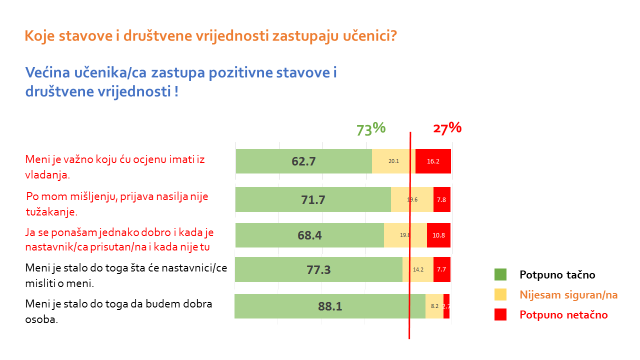 Koje stavove i društvene vrijednosti zastupaju učenici?
Većina učenika/ca zastupa pozitivne stavove i
društvene vrijednosti !
73% 27%
Meni je važno koju ću ocjenu imati iz
vladanja.
62.7 20.1 16.2
Po mom mišljenju, prijava nasilja nije
tužakanje.
71.7 19.6 7.8
Ja se ponašam jednako dobro i kada je
nastavnik/ca prisutan/na i kada nije tu
68.4 10.8
Meni je stalo do toga šta će nastavnici/ce
misliti o meni.
77.3 14.2 7.7
Meni je stalo do toga da budem dobra
osoba.
88.1 8.2
Potpuno tačno
Nijesam siguran/na
Potpuno netačno